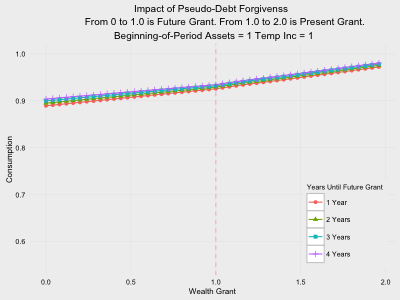 Impact of Pseudo-Debt Forgivenss
From 0 to 1.0 is Future Grant. From 1.0 to 2.0 is Present Grant.
Beginning-of-Period Assets = 1 Temp Inc = 1
1.0
0.9
0.8
0.7
0.6
Consumption
Years Until Future Grant
1 Year
2 Years
3 Years
4 Years
0.0 0.5 1.0 1.5 2.0
Wealth Grant